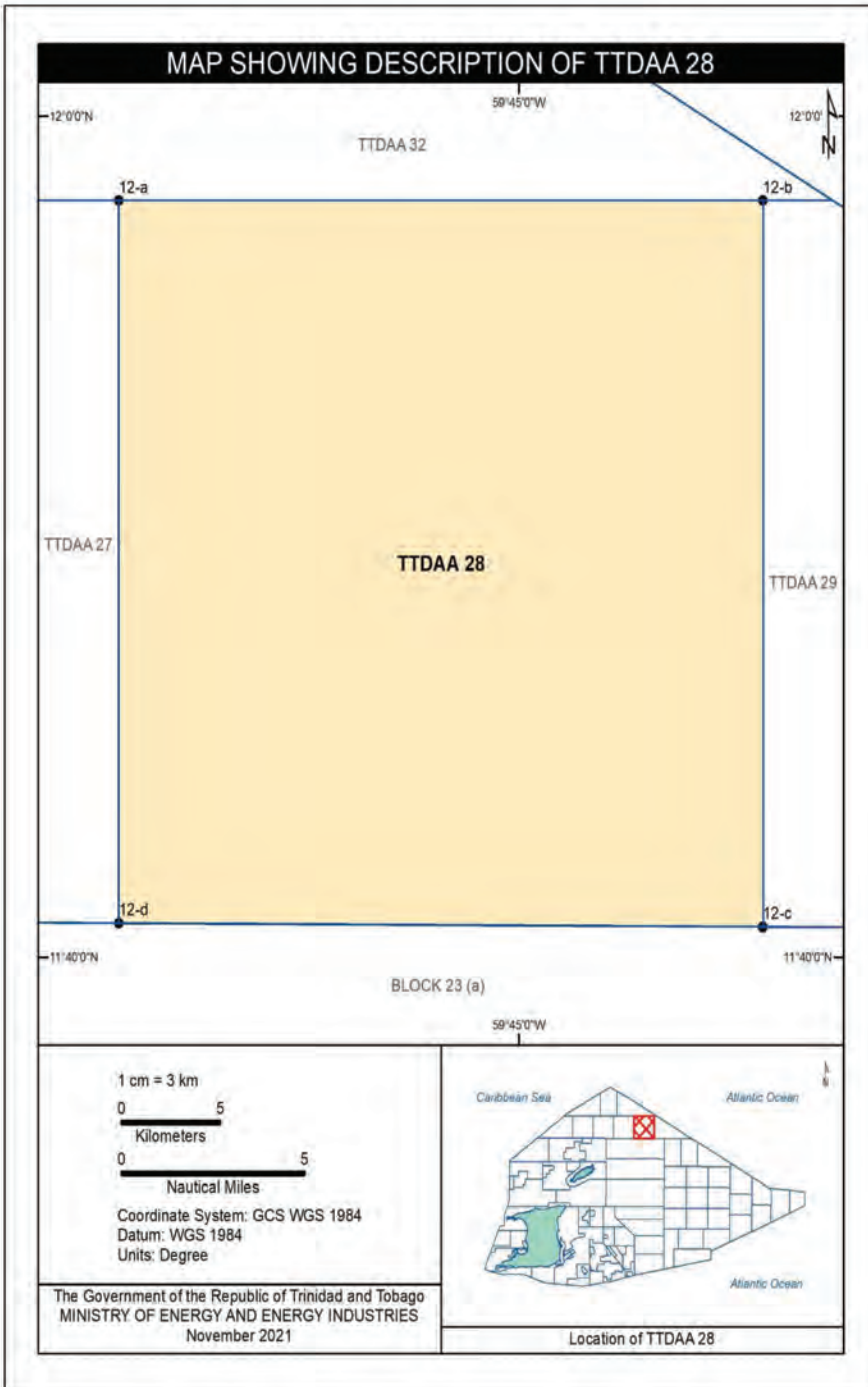 MAP SHOWING DESCRIPTION OF TTDAA 28
59°45'0"W
12°0'0"N
12°0'0'
N
TTDAA 32
12-a
12-b
TTDAA 27
TTDAA 28
TTDAA 29
12-d
12-c
11°40'0"N
11°40'0"N
BLOCK 23 (a)
59°45'0"W
1 cm = 3 km
0 5
Kilometers
0 5
Nautical Miles
Coordinate System: GCS WGS 1984
Datum: WGS 1984
Units: Degree
The Government of the Republic of Trinidad and Tobago
MINISTRY OF ENERGY AND ENERGY INDUSTRIES
November 2021
Caribbean Sea
Atlantic Ocean
N
Atlantic Ocean
Location of TTDAA 28